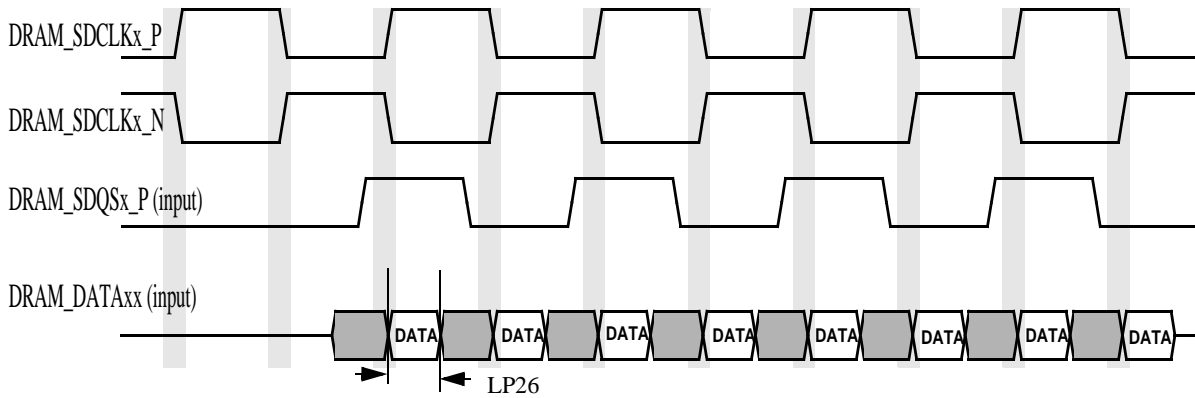 DRAM_SDCLKx_P
DRAM_SDCLKx_N
DRAM_SDQSx_P (input)
DRAM_DATAxx (input)
DATA DATA DATA DATA DATA DATA DATA DATA
LP26